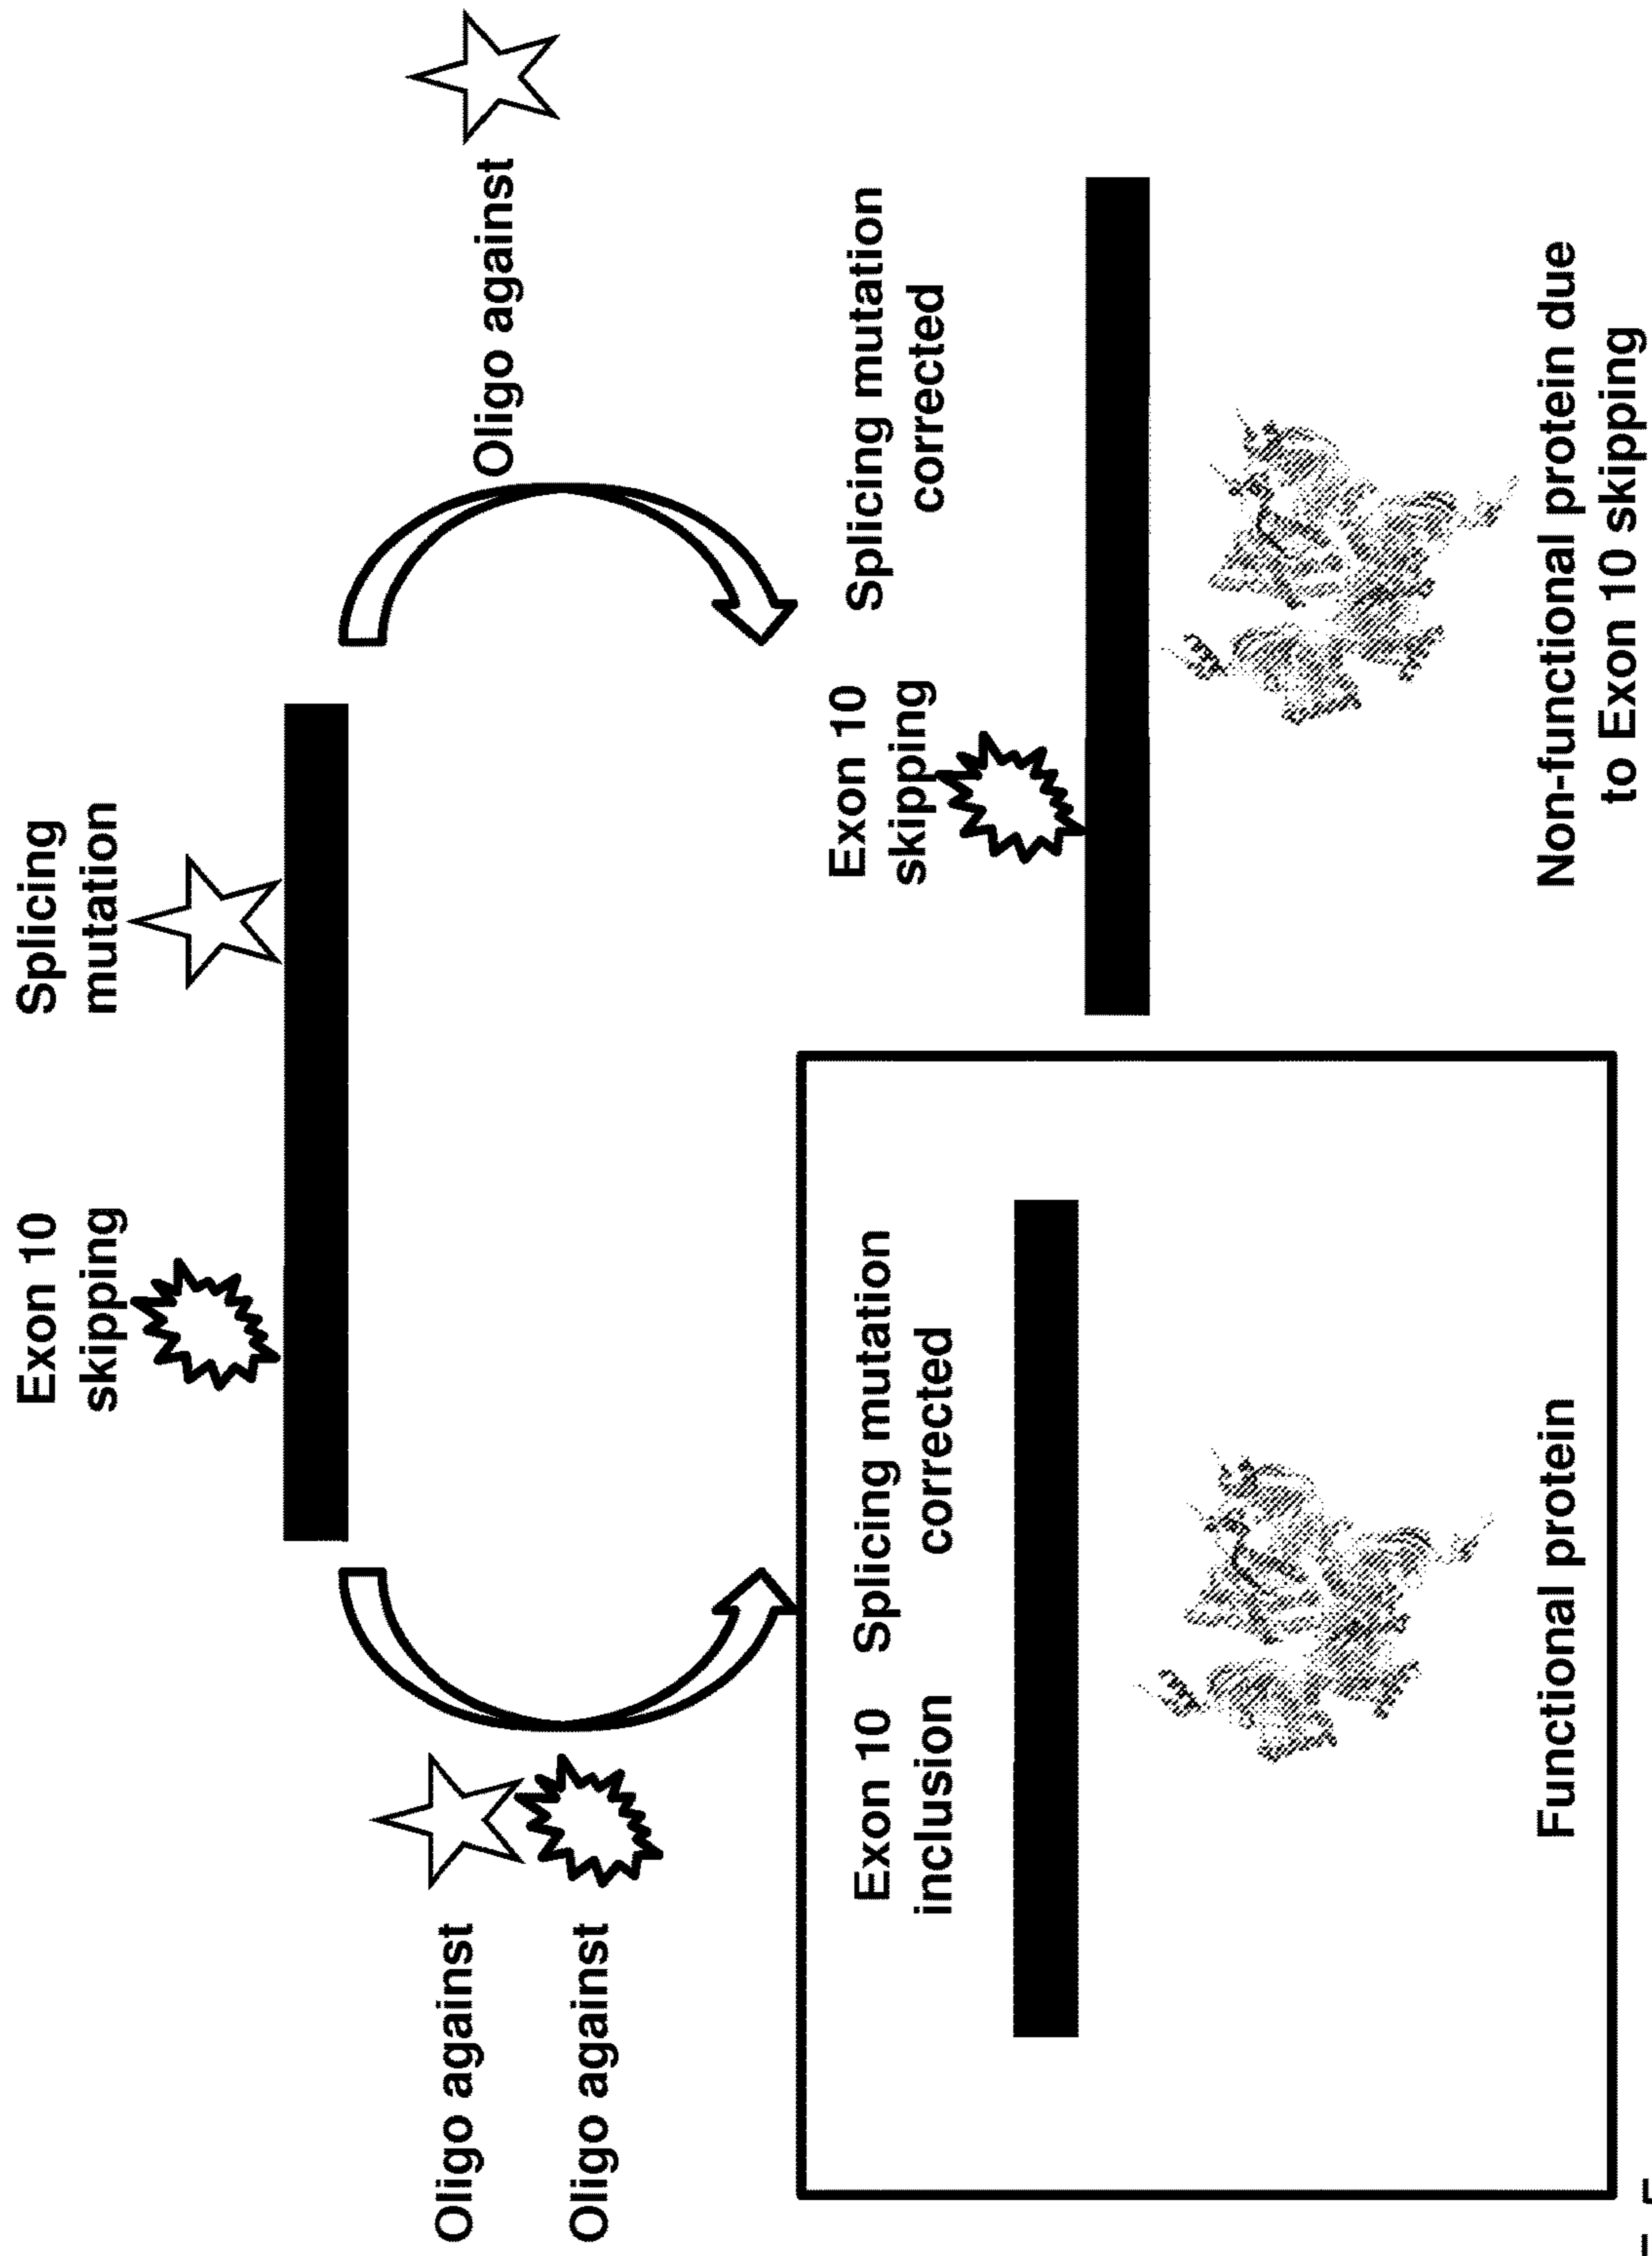 Exon 10
skipping
Splicing
mutation
Oligo against
Oligo against
Oligo against
Exon 10
inclusion
Splicing mutation
corrected
Functional protein
Exon 10
skipping
Splicing mutation
corrected
Non-functional protein due
to Exon 10 skipping